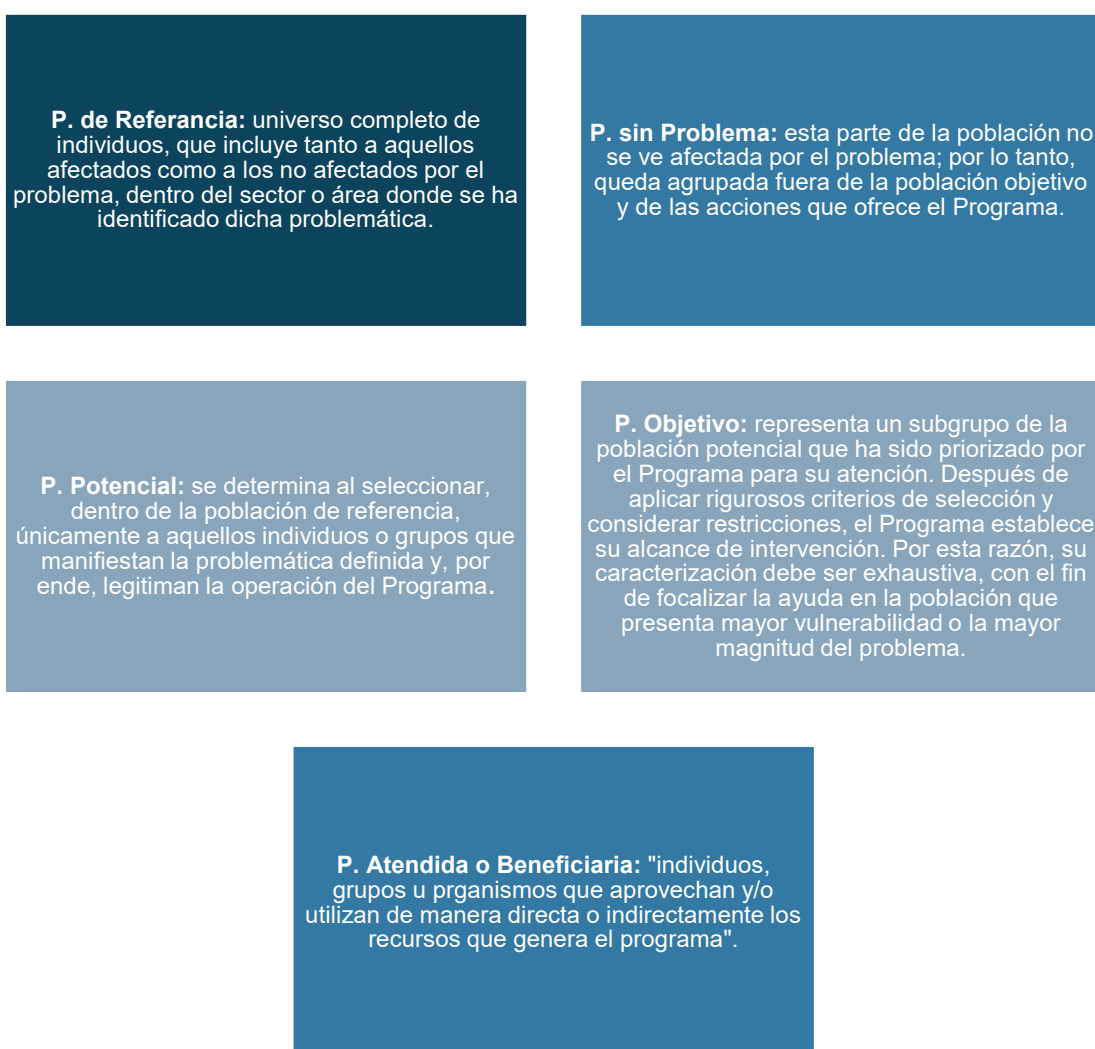 P. de Referancia: universo completo de
individuos, que incluye tanto a aquellos
afectados como a los no afectados por el
problema, dentro del sector o área donde se ha
identificado dicha problemática.
P. sin Problema: esta parte de la población no
se ve afectada por el problema; por lo tanto,
queda agrupada fuera de la población objetivo
y de las acciones que ofrece el Programa.
P. Potencial: se determina al seleccionar,
dentro de la población de referencia,
únicamente a aquellos individuos o grupos que
manifiestan la problemática definida y, por
ende, legitiman la operación del Programa.
P. Objetivo: representa un subgrupo de la
población potencial que ha sido priorizado por
el Programa para su atención. Después de
aplicar rigurosos criterios de selección y
considerar restricciones, el Programa establece
su alcance de intervención. Por esta razón, su
caracterización debe ser exhaustiva, con el fin
de focalizar la ayuda en la población que
presenta mayor vulnerabilidad o la mayor
magnitud del problema.
P. Atendida o Beneficiaria: "individuos,
grupos u prganismos que aprovechan y/o
utilizan de manera directa o indirectamente los
recursos que genera el programa".